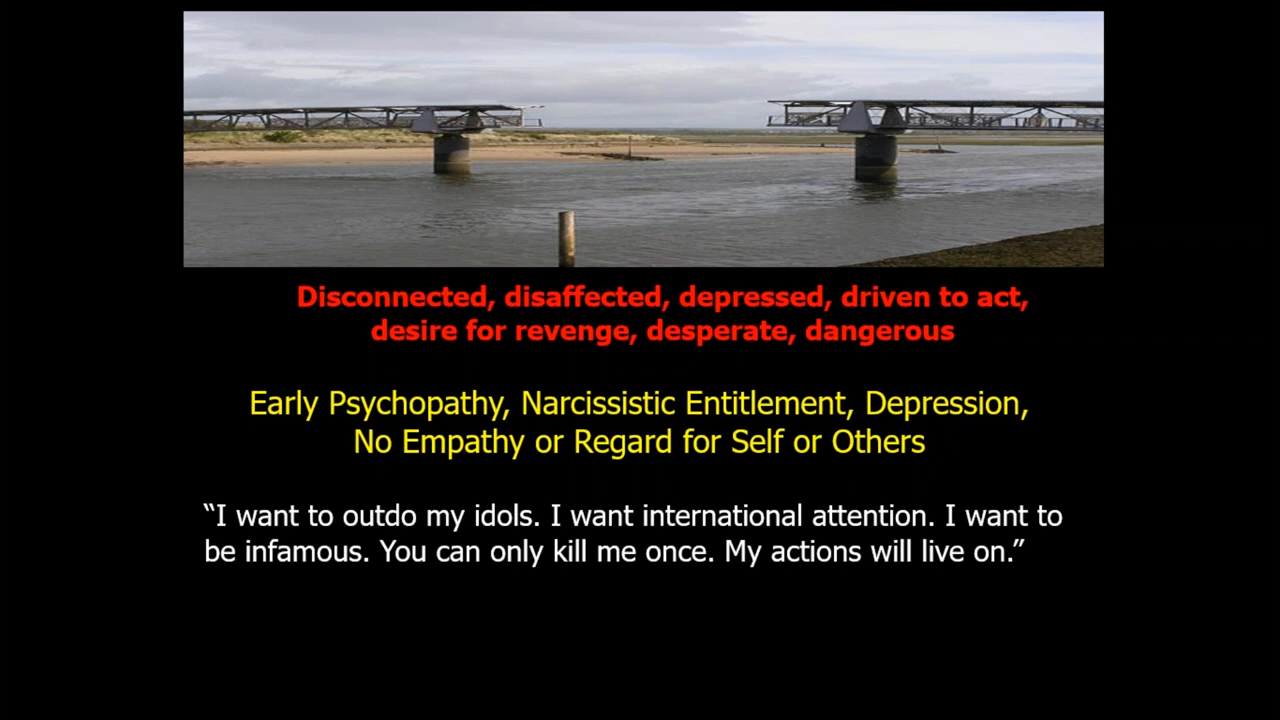 Disconnected, disaffected, depressed, driven to act,
desire for revenge, desperate, dangerous
Early Psychopathy, Narcissistic Entitlement, Depression,
No Empathy or Regard for Self or Others
“I want to outdo my idols. I want international attention. I want to
be infamous. You can only kill me once. My actions will live on.”